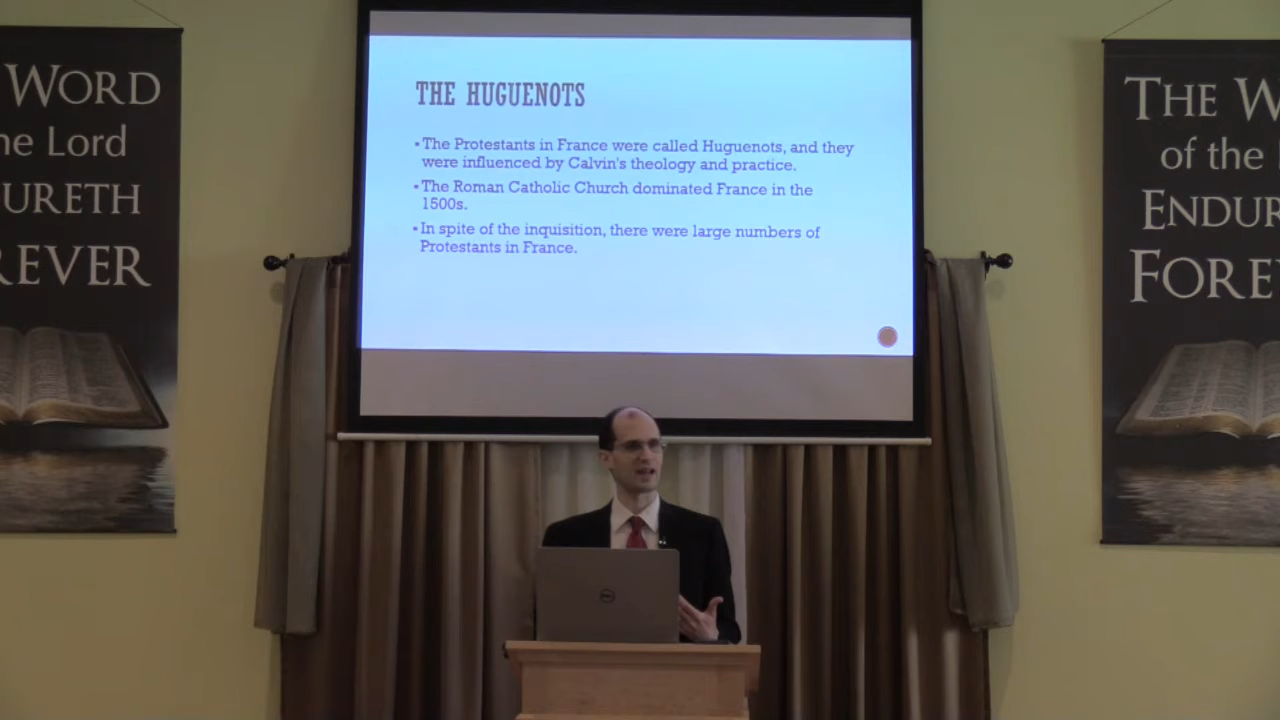 THE HUGUENOTS
▪The Protestants in France were called Huguenots, and they
were influenced by Calvin's theology and practice.
▪The Roman Catholic Church dominated France in the
1500s.
▪In spite of the inquisition, there were large numbers of
Protestants in France.
WORD
he Lord
URETH
REVER
THE W
of the
ENDUR
FORE
DELL